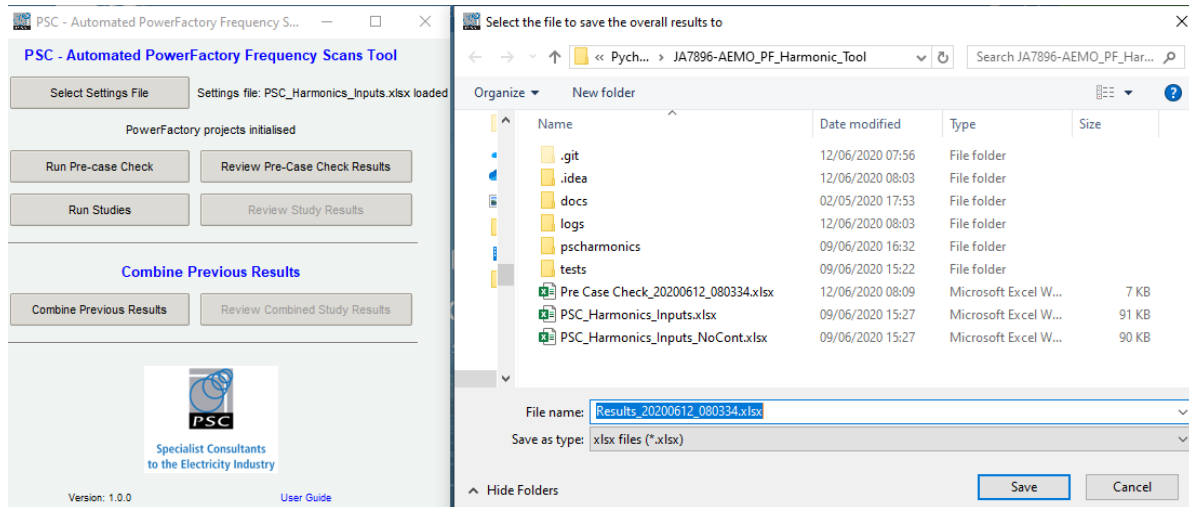 PSC - Automated PowerFactory Frequency S...
PSC - Automated PowerFactory Frequency Scans Tool
Select Settings File
Settings file: PSC_Harmonics_Inputs.xlsx loaded
PowerFactory projects initialised
Run Pre-case Check
Review Pre-Case Check Results
Run Studies
Review Study Results
Combine Previous Results
Combine Previous Results
Review Combined Study Results
PSC
Specialist Consultants
to the Electricity Industry
Version: 1.0.0
User Guide
Select the file to save the overall results to
« Pych... › JA7896-AEMO_PF_Harmonic_Tool
Search JA7896-AEMO_PF_Har...
Organize
New folder
Name Date modified Type Size
.git 12/06/2020 07:56 File folder
.idea 12/06/2020 08:03 File folder
docs 02/05/2020 17:53 File folder
logs 12/06/2020 08:03 File folder
pscharmonics 09/06/2020 16:32 File folder
tests 09/06/2020 15:22 File folder
Pre Case Check_20200612_080334.xlsx 12/06/2020 08:09 Microsoft Excel W... 7 KB
PSC_Harmonics_Inputs.xlsx 09/06/2020 15:27 Microsoft Excel W... 91 KB
PSC_Harmonics_Inputs_NoCont.xlsx 09/06/2020 15:27 Microsoft Excel W... 90 KB
File name: Results_20200612_080334.xlsx
Save as type: xlsx files (*.xlsx)
Hide Folders
Save
Cancel